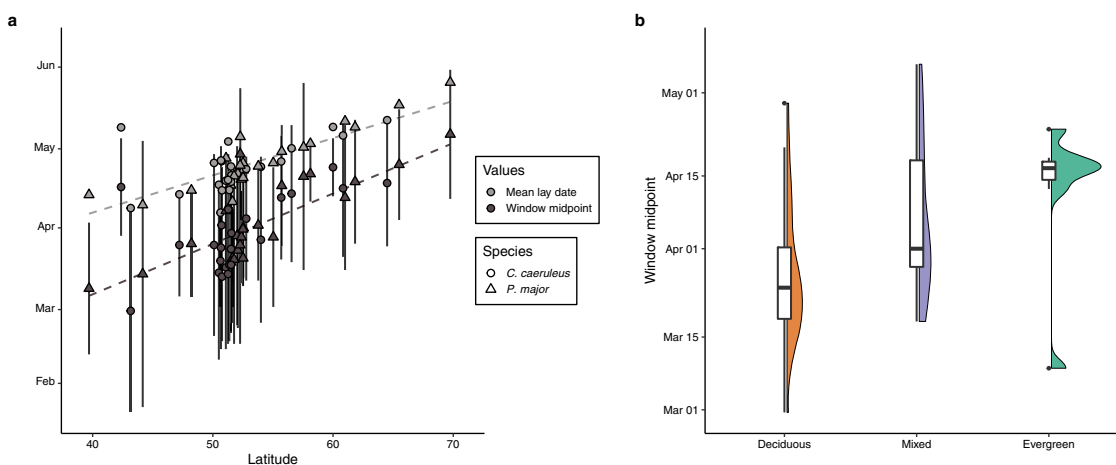 a
Jun
May
Apr
Mar
Feb
40
50
60
70
Latitude
Values
Mean lay date
Window midpoint
Species
C. caeruleus
P. major
b
Window midpoint
May 01
Apr 15
Apr 01
Mar 15
Mar 01
Deciduous
Mixed
Evergreen